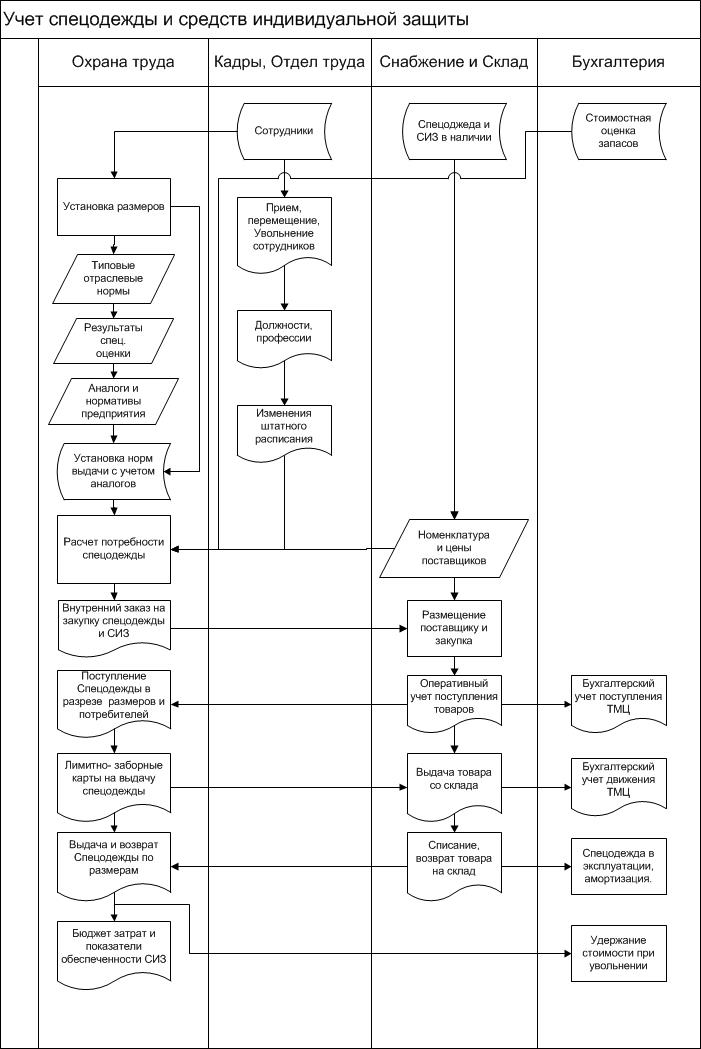 Учет спецодежды и средств индивидуальной защиты
Охрана труда
Кадры, Отдел труда
Снабжение и Склад
Бухгалтерия
Сотрудники
Спецоджеда и
СИЗ в наличии
Стоимостная
оценка
запасов
Установка размеров
Прием,
перемещение,
Увольнение
сотрудников
Типовые
отраслевые
нормы
Результаты
спец.
оценки
Должности,
профессии
Аналоги и
нормативы
предприятия
Изменения
штатного
расписания
Установка норм
выдачи с учетом
аналогов
Расчет потребности
спецодежды
Номенклатура
и цены
поставщиков
Внутренний заказ на
закупку спецодежды
и СИЗ
Размещение
поставщику и
закупка
Поступление
Спецодежды в
разрезе размеров и
потребителей
Оперативный
учет поступления
товаров
Бухгалтерский
учет поступления
ТМЦ
Лимитно- заборные
карты на выдачу
спецодежды
Выдача товара
со склада
Бухгалтерский
учет движения
ТМЦ
Выдача и возврат
Спецодежды по
размерам
Списание,
возврат товара
на склад
Спецодежда в
эксплуатации,
амортизация.
Бюджет затрат и
показатели
обеспеченности СИЗ
Удержание
стоимости при
увольнении